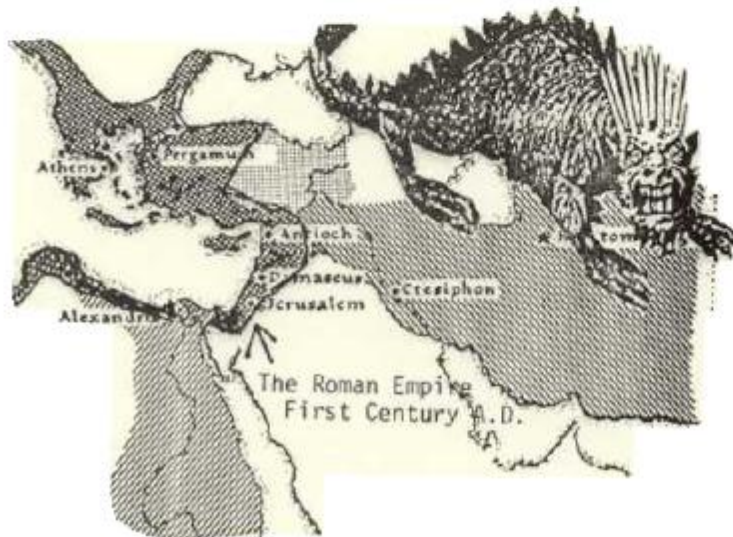 Athens
Pergamum
Antioch
Damascus
Jerusalem
Ctesiphon
Alexandria
The Roman Empire
First Century A.D.